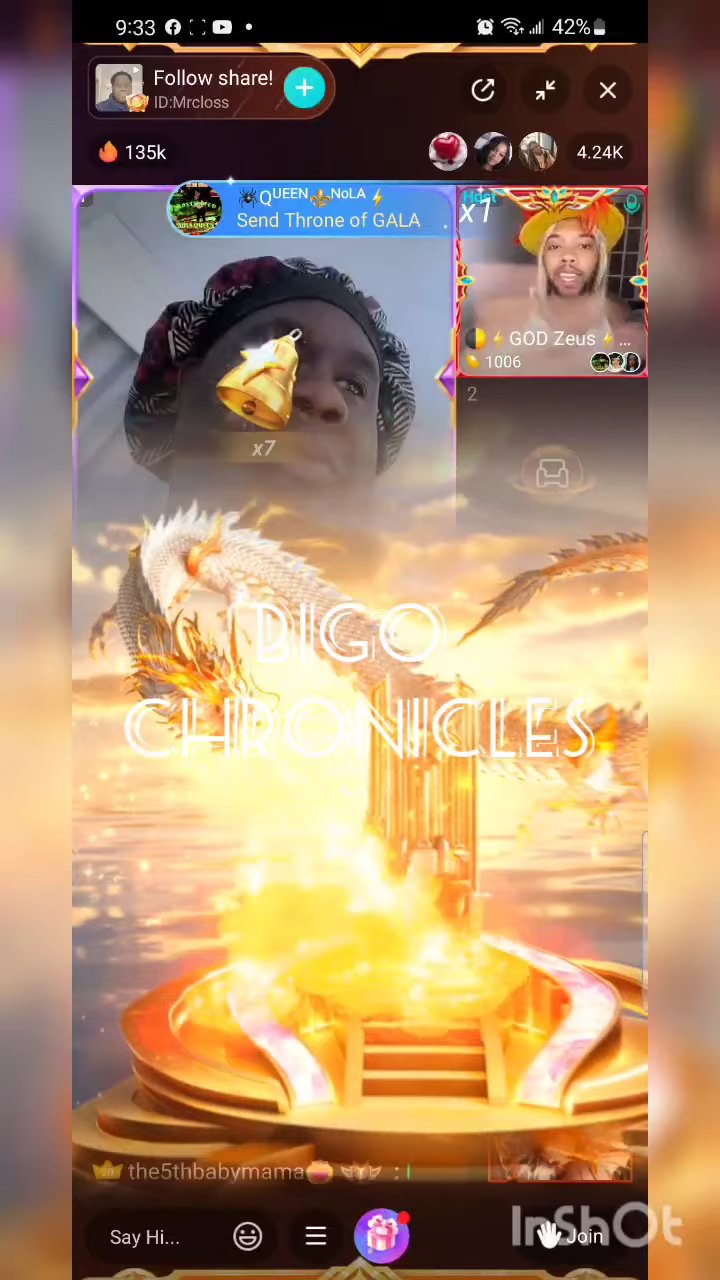 9:33
42%
Follow share!
ID:Mrcloss
135k
4.24K
QUEEN NoLA
Send Throne of GALA
Host
x1
GOD Zeus ...
1006
2
x7
BIGO
CHRONICLES
the5thbabymama
Say Hi...
Join
InShOt